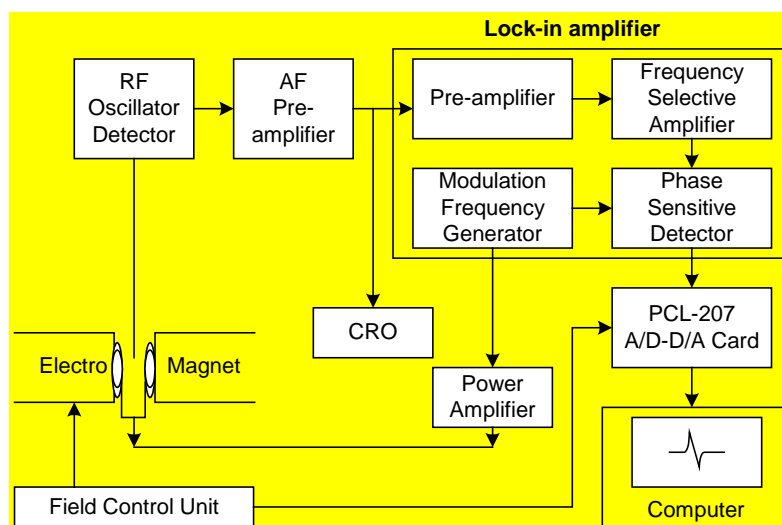 Lock-in amplifier
RF
Oscillator
Detector
AF
Pre-
amplifier
Pre-amplifier
Frequency
Selective
Amplifier
Modulation
Frequency
Generator
Phase
Sensitive
Detector
CRO
PCL-207
A/D-D/A Card
Electro
Magnet
Power
Amplifier
Field Control Unit
Computer